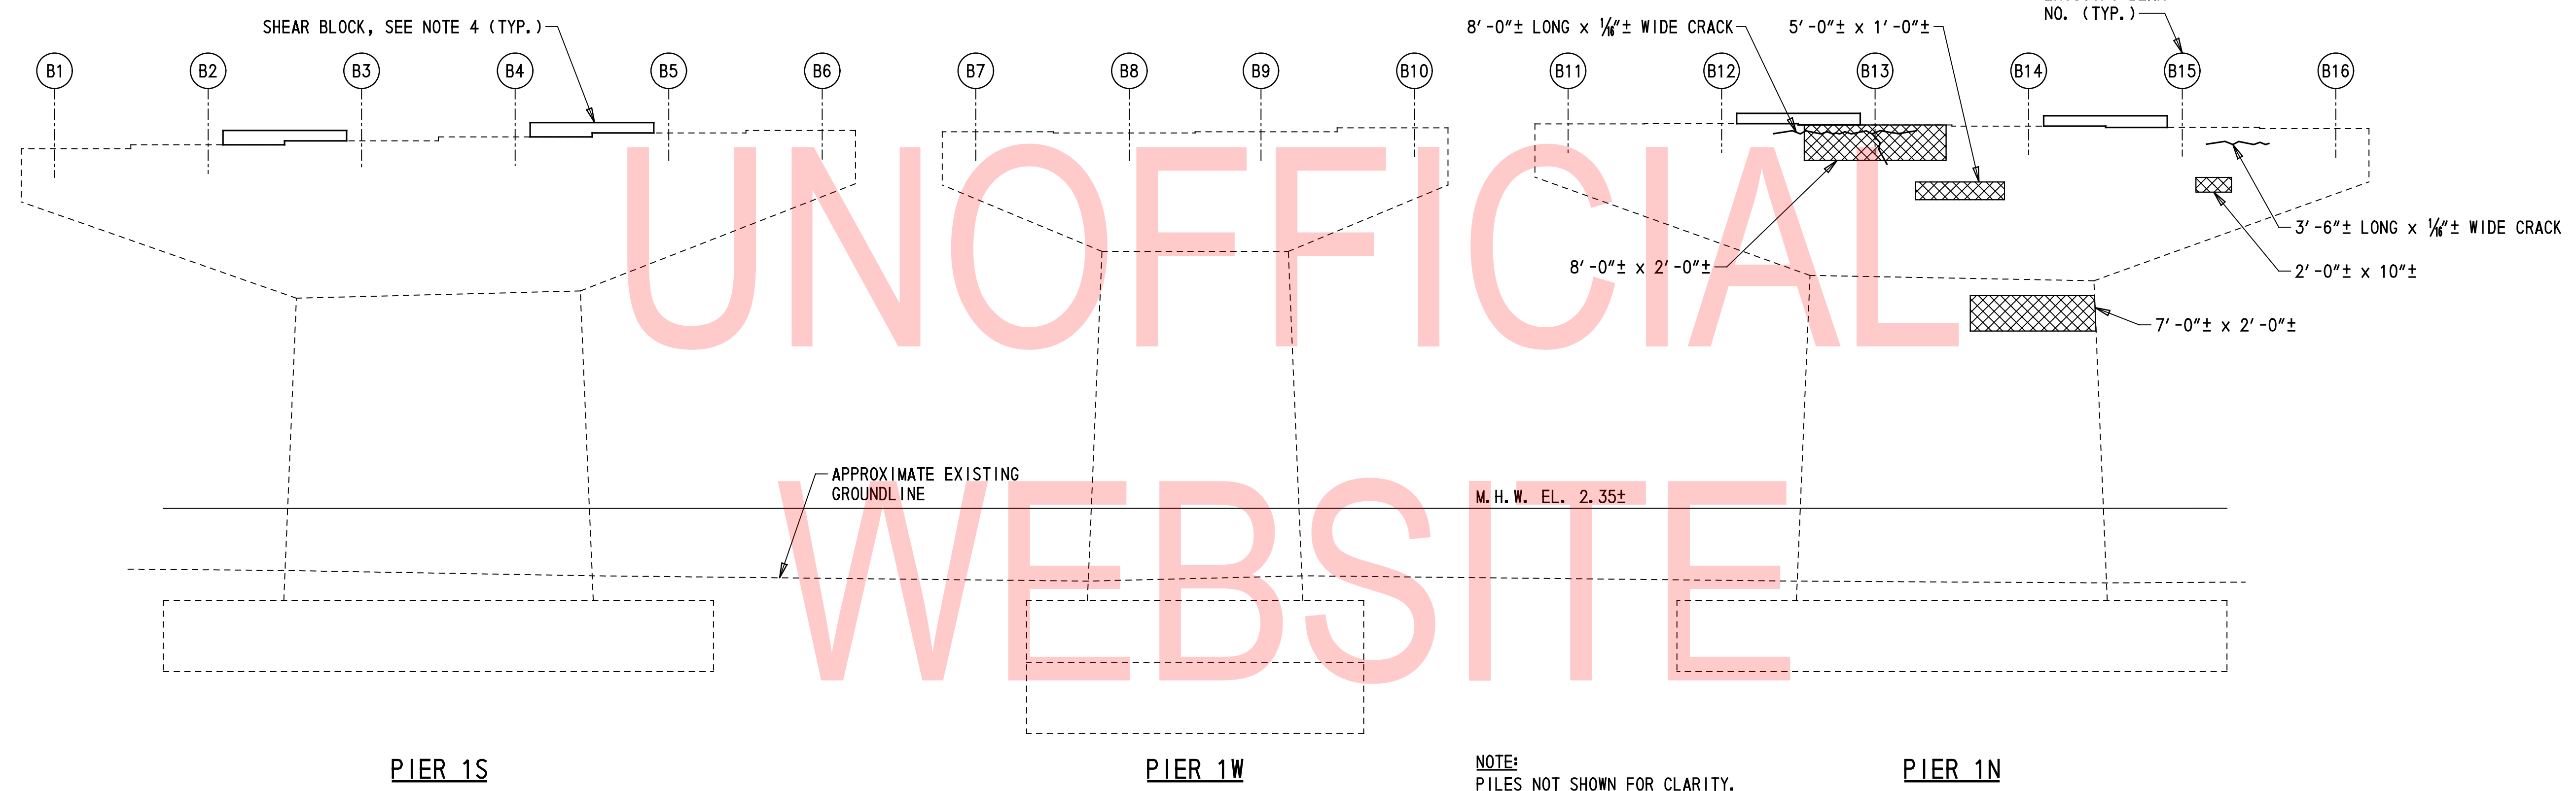 NO. (TYP.)
SHEAR BLOCK, SEE NOTE 4 (TYP.)
8'-0"± LONG x 1/16"± WIDE CRACK
5'-0"± x 1'-0"±
B1
B2
B3
B4
B5
B6
B7
B8
B9
B10
B11
B12
B13
B14
B15
B16
3'-6"± LONG x 1/16"± WIDE CRACK
8'-0"± x 2'-0"±
2'-0"± x 10"±
7'-0"± x 2'-0"±
UNOFFICIAL
APPROXIMATE EXISTING
GROUNDLINE
M.H.W. EL. 2.35±
WEBSITE
PIER 1S
PIER 1W
NOTE:
PILES NOT SHOWN FOR CLARITY.
PIER 1N